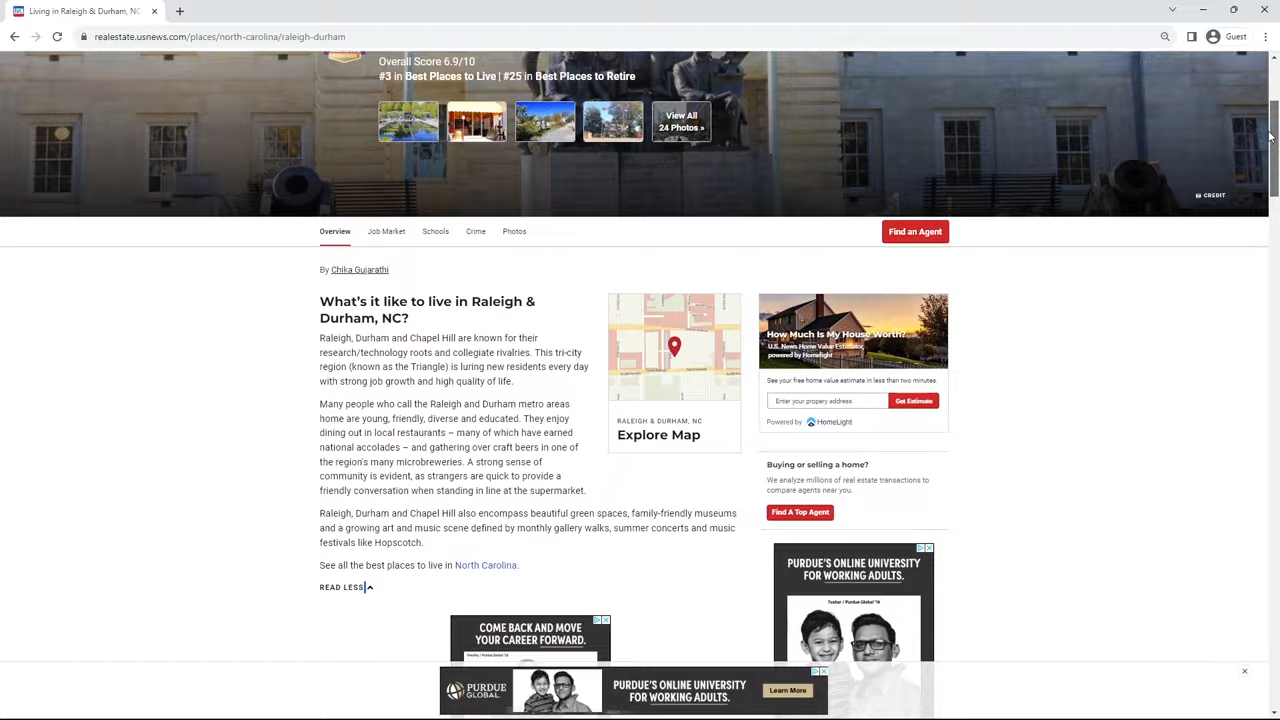 Living in Raleigh & Durham, NC
realestate.usnews.com/places/north-carolina/raleigh-durham
Guest
Overall Score 6.9/10
#3 in Best Places to Live | #25 in Best Places to Retire
View All
24 Photos »
CREDIT
Overview
Job Market
Schools
Crime
Photos
Find an Agent
By Chika Gujarathi
What's it like to live in Raleigh &
Durham, NC?
Raleigh, Durham and Chapel Hill are known for their
research/technology roots and collegiate rivalries. This tri-city
region (known as the Triangle) is luring new residents every day
with strong job growth and high quality of life.
Many people who call the Raleigh and Durham metro areas
home are young, friendly, diverse and educated. They enjoy
dining out in local restaurants – many of which have earned
national accolades – and gathering over craft beers in one of
the region's many microbreweries. A strong sense of
community is evident, as strangers are quick to provide a
friendly conversation when standing in line at the supermarket.
Raleigh, Durham and Chapel Hill also encompass beautiful green spaces, family-friendly museums
and a growing art and music scene defined by monthly gallery walks, summer concerts and music
festivals like Hopscotch.
See all the best places to live in North Carolina.
READ LESS
RALEIGH & DURHAM, NC
Explore Map
How Much Is My House Worth?
U.S. News Home Value Estimator,
powered by Homelight
See your free home value estimate in less than two minutes.
Enter your propery address
Get Estimate
Powered by HomeLight
Buying or selling a home?
We analyze millions of real estate transactions to
compare agents near you.
Find A Top Agent
PURDUE'S ONLINE UNIVERSITY
FOR WORKING ADULTS.
Tusher / Purdue Global '18
COME BACK AND MOVE
YOUR CAREER FORWARD.
PURDUE
GLOBAL
PURDUE'S ONLINE UNIVERSITY
FOR WORKING ADULTS.
Learn More